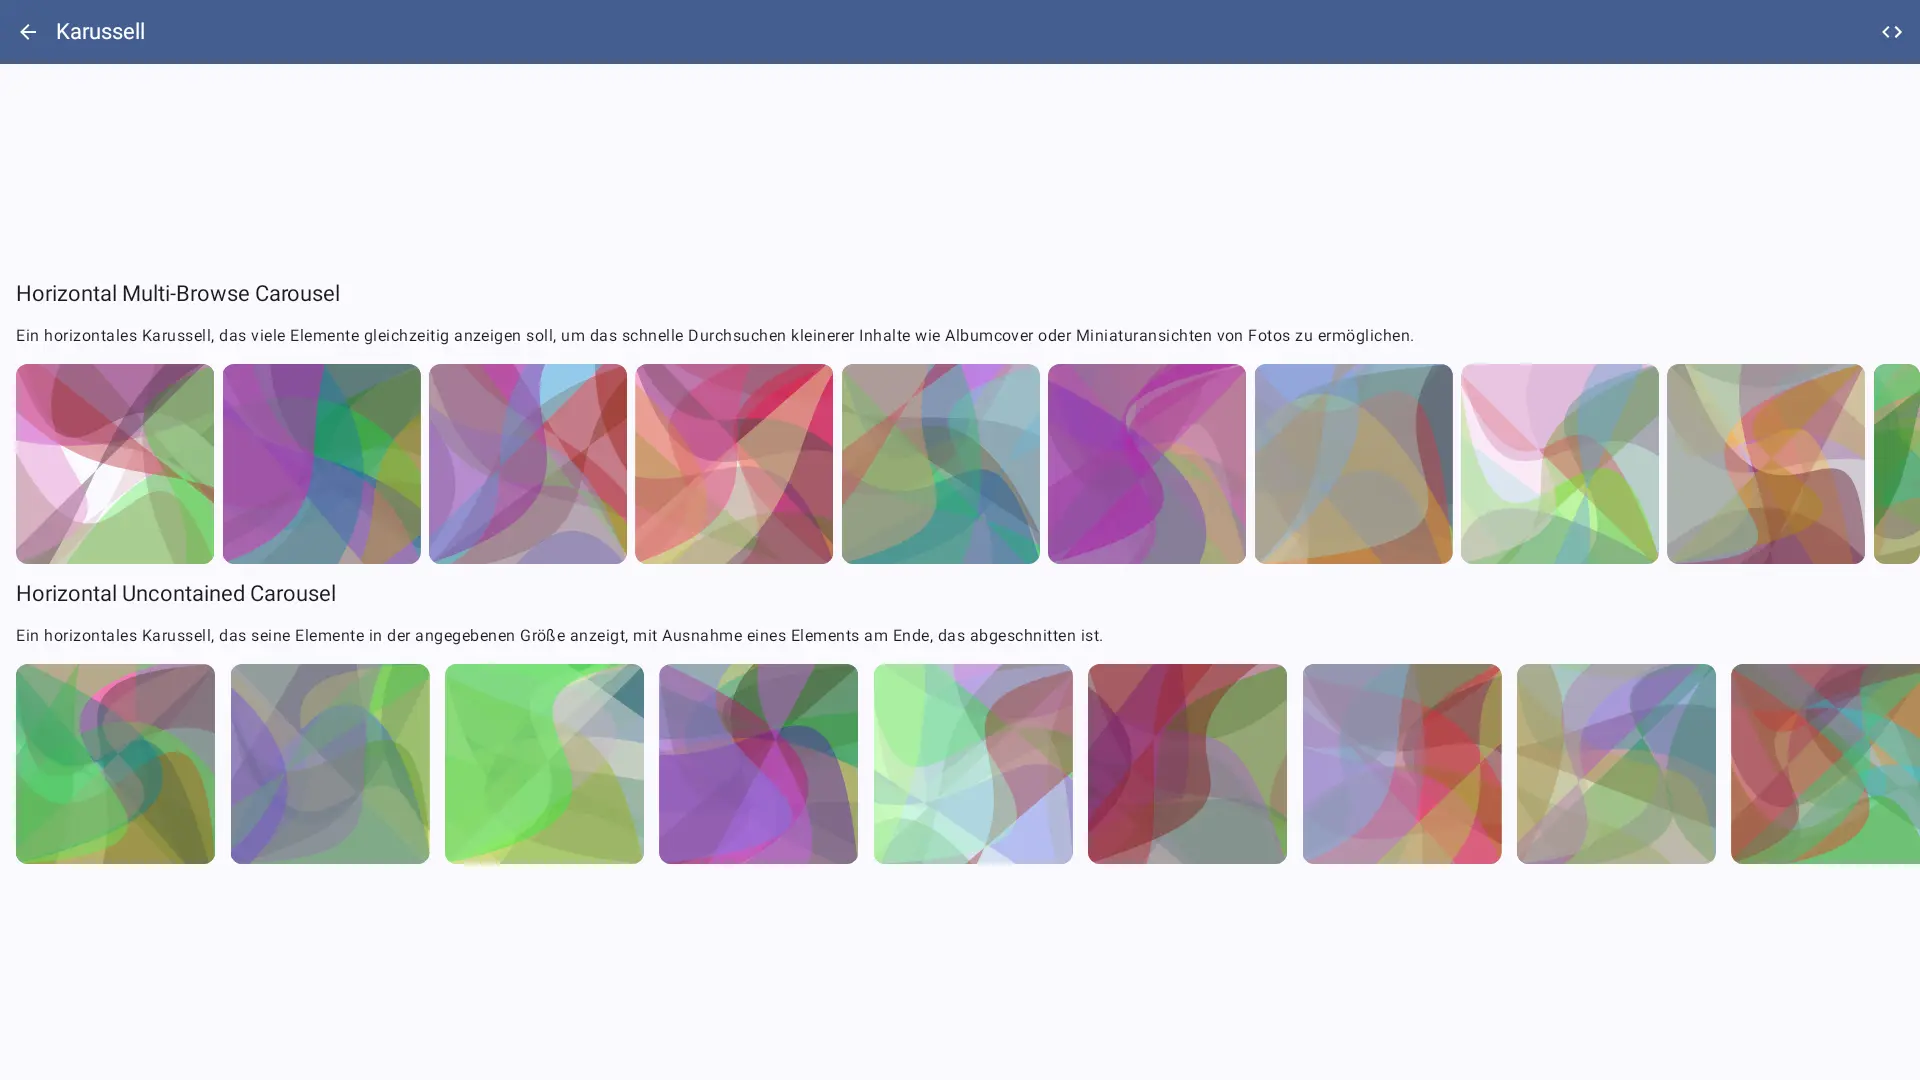 Karussell
Horizontal Multi-Browse Carousel
Ein horizontales Karussell, das viele Elemente gleichzeitig anzeigen soll, um das schnelle Durchsuchen kleinerer Inhalte wie Albumcover oder Miniaturansichten von Fotos zu ermöglichen.
Horizontal Uncontained Carousel
Ein horizontales Karussell, das seine Elemente in der angegebenen Größe anzeigt, mit Ausnahme eines Elements am Ende, das abgeschnitten ist.